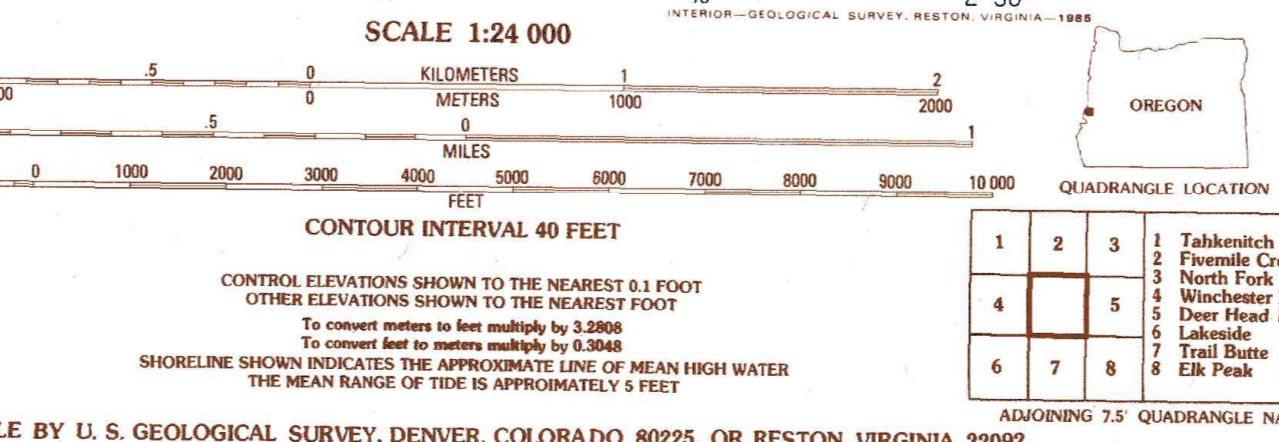 INTERIOR—GEOLOGICAL SURVEY, RESTON, VIRGINIA—1985
SCALE 1:24 000
.5 0 KILOMETERS 1 2
0 METERS 1000 2000
.5 0 1
MILES
0 1000 2000 3000 4000 5000 6000 7000 8000 9000 10 000
FEET
CONTOUR INTERVAL 40 FEET
CONTROL ELEVATIONS SHOWN TO THE NEAREST 0.1 FOOT
OTHER ELEVATIONS SHOWN TO THE NEAREST FOOT
To convert meters to feet multiply by 3.2808
To convert feet to meters multiply by 0.3048
SHORELINE SHOWN INDICATES THE APPROXIMATE LINE OF MEAN HIGH WATER
THE MEAN RANGE OF TIDE IS APPROIMATELY 5 FEET
OREGON
QUADRANGLE LOCATION
1 2 3
4 5
6 7 8
1 Tahkenitch
2 Fivemile Cre
3 North Fork
4 Winchester
5 Deer Head
6 Lakeside
7 Trail Butte
8 Elk Peak
ADJOINING 7.5' QUADRANGLE NA
LE BY U. S. GEOLOGICAL SURVEY, DENVER, COLORADO 80225, OR RESTON, VIRGINIA 22092